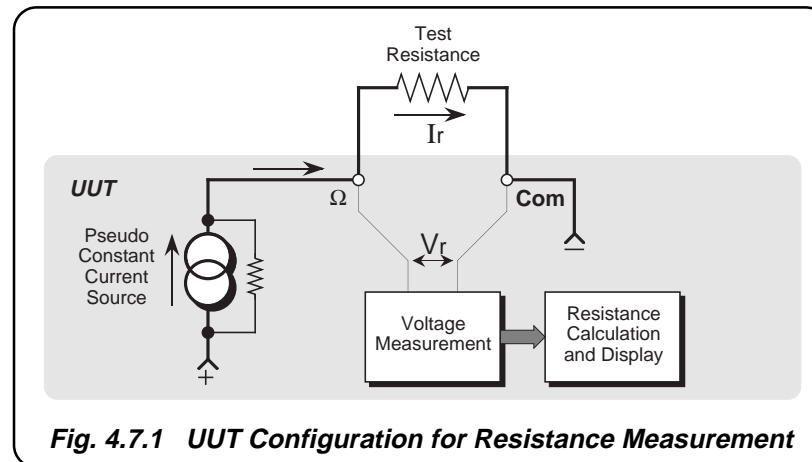 Test
Resistance
Ir
UUT
Ω
Com
Pseudo
Constant
Current
Source
Vr
Voltage
Measurement
Resistance
Calculation
and Display
+
−
Fig. 4.7.1 UUT Configuration for Resistance Measurement